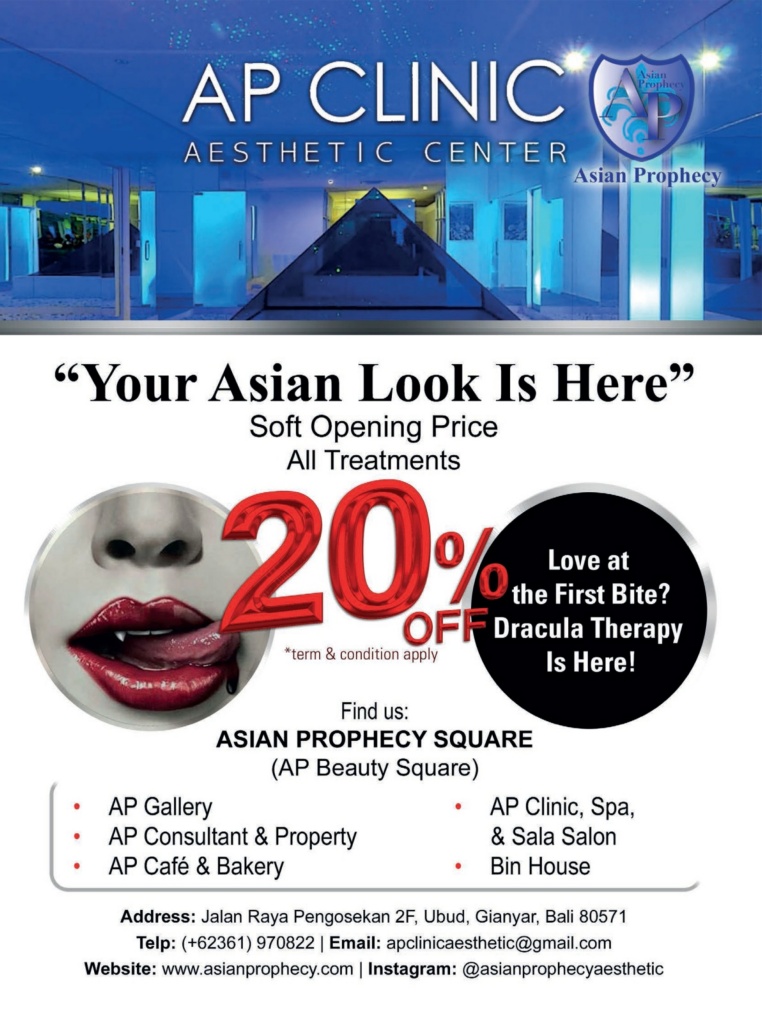 AP CLINIC
AESTHETIC CENTER
Asian
Prophecy
AP
Asian Prophecy
“Your Asian Look Is Here”
Soft Opening Price
All Treatments
20% OFF
*term & condition apply
Love at
the First Bite?
Dracula Therapy
Is Here!
Find us:
ASIAN PROPHECY SQUARE
(AP Beauty Square)
• AP Gallery
• AP Consultant & Property
• AP Café & Bakery
• AP Clinic, Spa,
& Sala Salon
• Bin House
Address: Jalan Raya Pengosekan 2F, Ubud, Gianyar, Bali 80571
Telp: (+62361) 970822 | Email: apclinicaesthetic@gmail.com
Website: www.asianprophecy.com | Instagram: @asianprophecyaesthetic